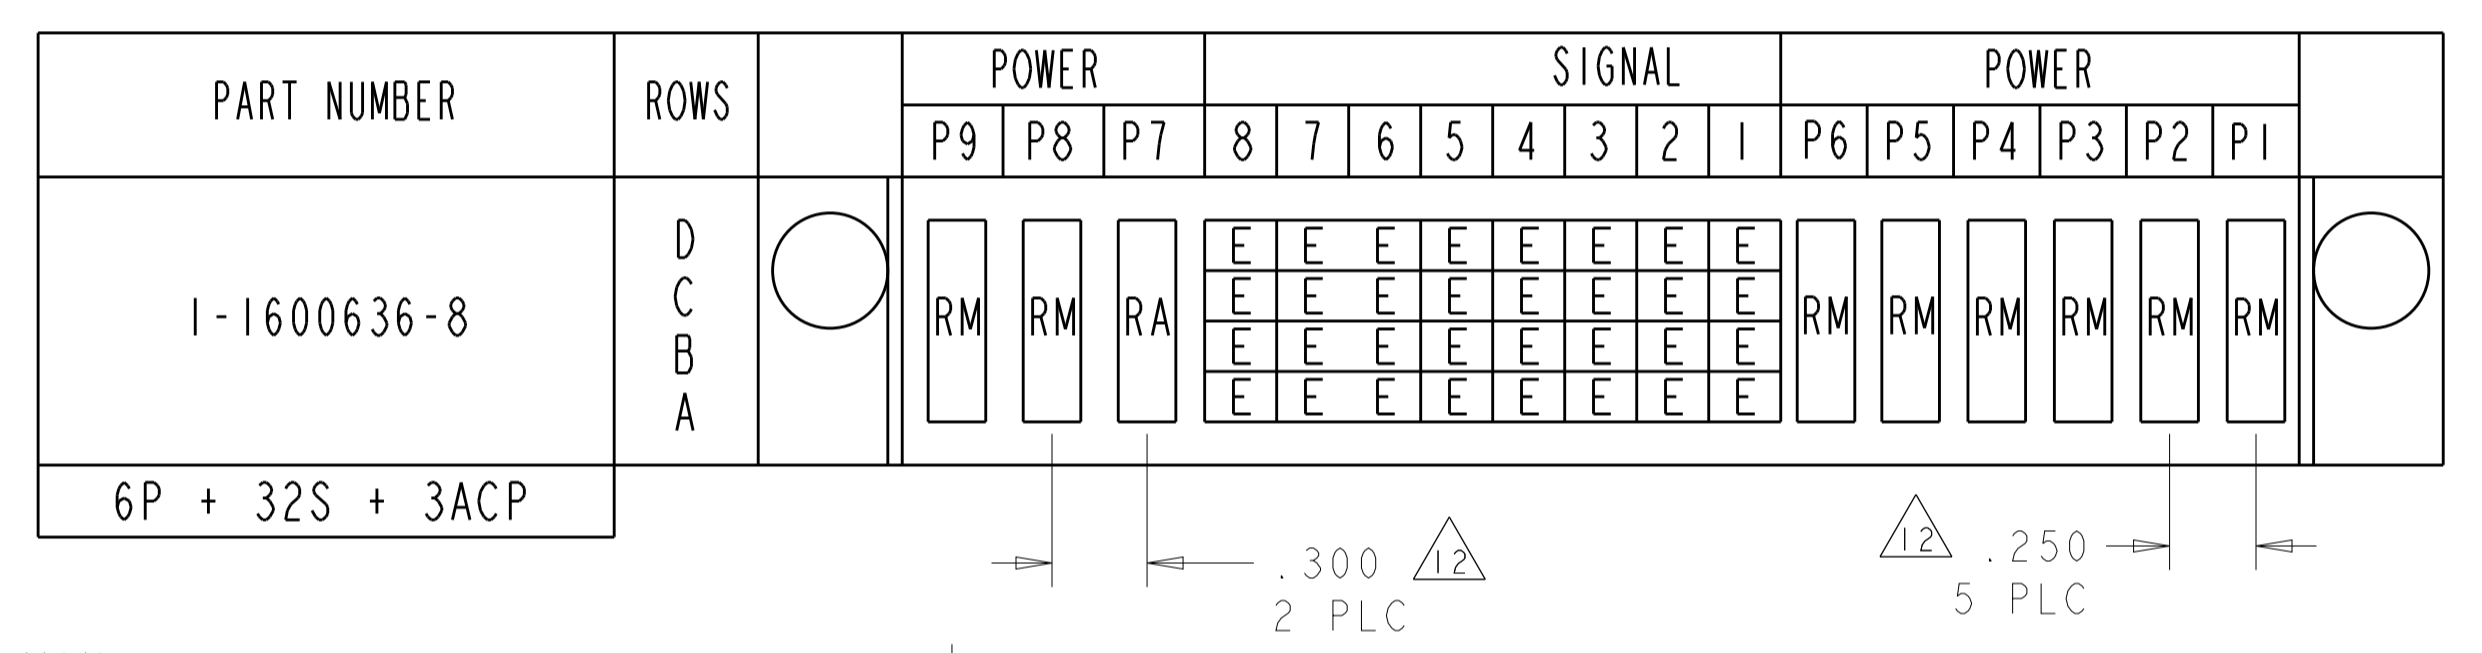 PART NUMBER ROWS POWER SIGNAL POWER
P9 P8 P7 8 7 6 5 4 3 2 1 P6 P5 P4 P3 P2 P1
D E E E E E E E E
C E E E E E E E E
1-1600636-8 RM RM RA RM RM RM RM RM RM
B E E E E E E E E
A E E E E E E E E
6P + 32S + 3ACP
.300 12
2 PLC
12 .250
5 PLC